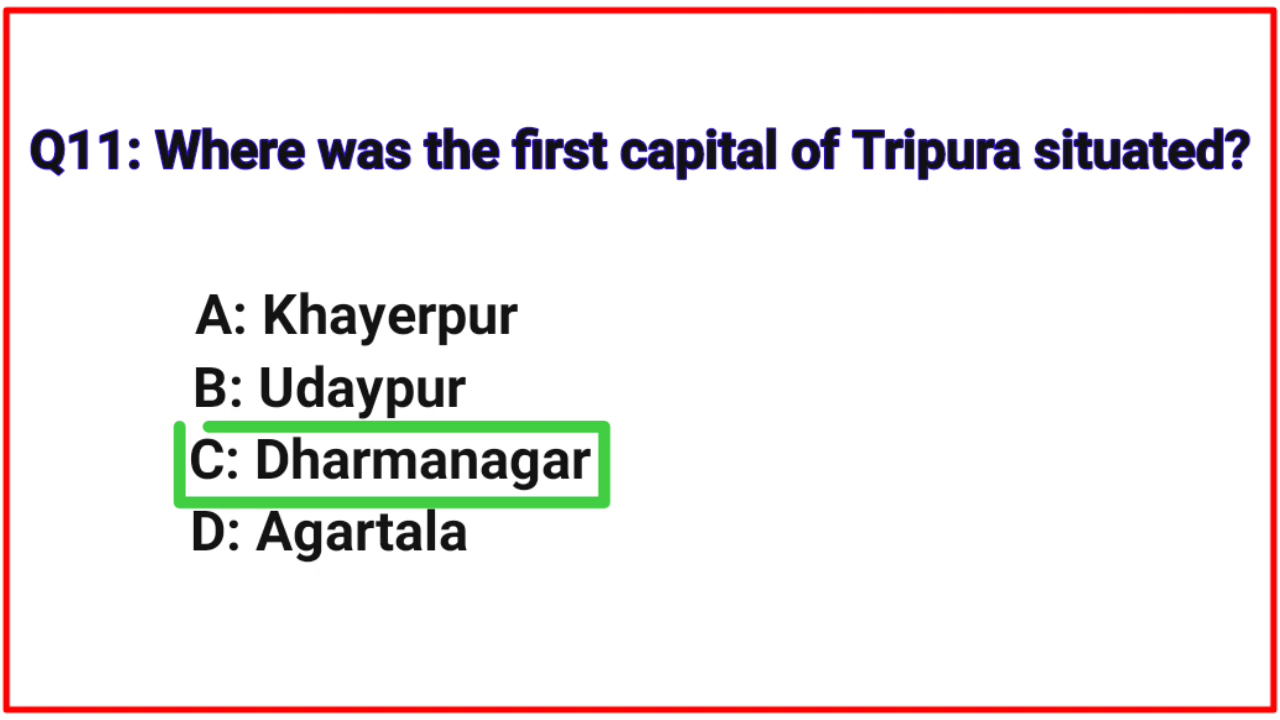 Q11: Where was the first capital of Tripura situated?
A: Khayerpur
B: Udaypur
C: Dharmanagar
D: Agartala